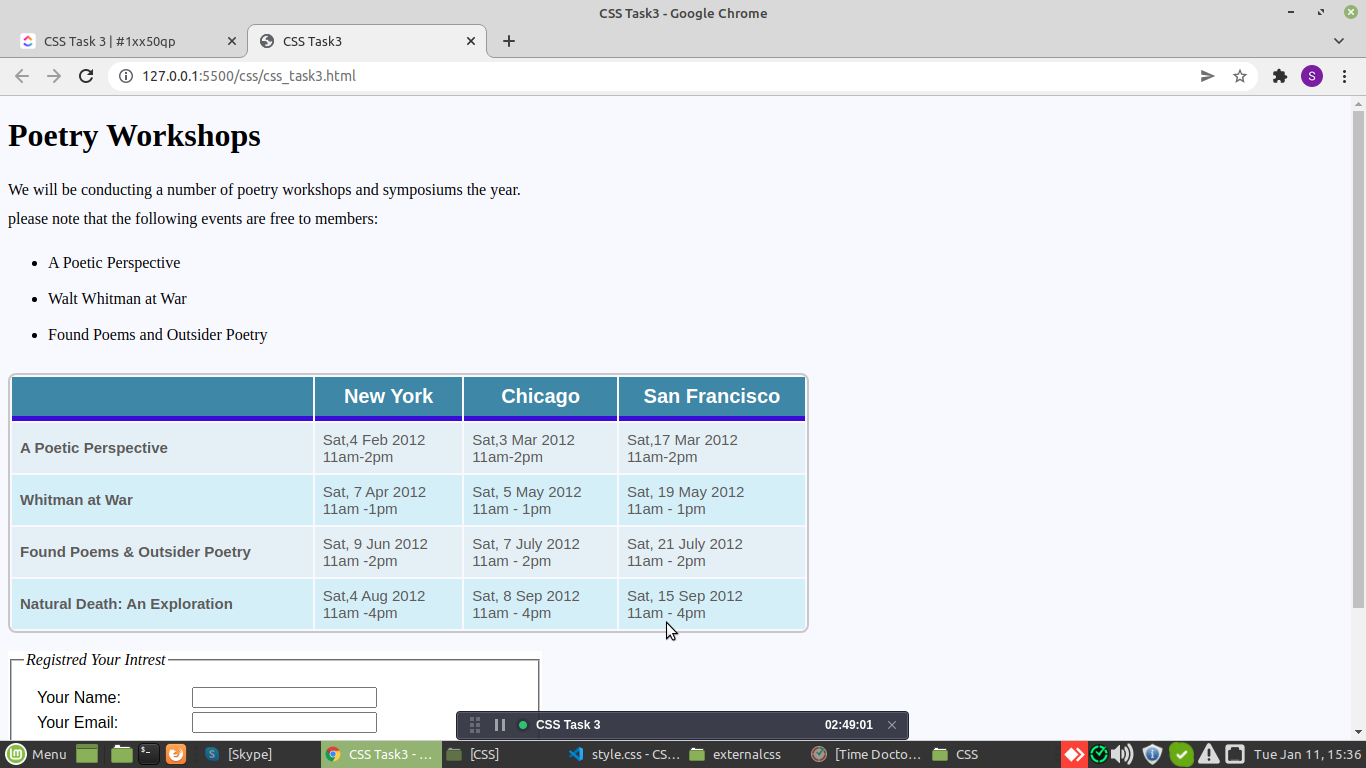 CSS Task3 - Google Chrome
CSS Task 3 | #1xx50qp
CSS Task3
127.0.0.1:5500/css/css_task3.html
S
Poetry Workshops
We will be conducting a number of poetry workshops and symposiums the year.
please note that the following events are free to members:
A Poetic Perspective
Walt Whitman at War
Found Poems and Outsider Poetry
New York Chicago San Francisco
A Poetic Perspective
Sat,4 Feb 2012
11am-2pm
Sat,3 Mar 2012
11am-2pm
Sat,17 Mar 2012
11am-2pm
Whitman at War
Sat, 7 Apr 2012
11am -1pm
Sat, 5 May 2012
11am - 1pm
Sat, 19 May 2012
11am - 1pm
Found Poems & Outsider Poetry
Sat, 9 Jun 2012
11am -2pm
Sat, 7 July 2012
11am - 2pm
Sat, 21 July 2012
11am - 2pm
Natural Death: An Exploration
Sat,4 Aug 2012
11am -4pm
Sat, 8 Sep 2012
11am - 4pm
Sat, 15 Sep 2012
11am - 4pm
Registred Your Intrest
Your Name:
Your Email:
CSS Task 3 02:49:01
Menu [Skype] CSS Task3 - ... [CSS] style.css - CS... externalcss [Time Docto... CSS Tue Jan 11, 15:36